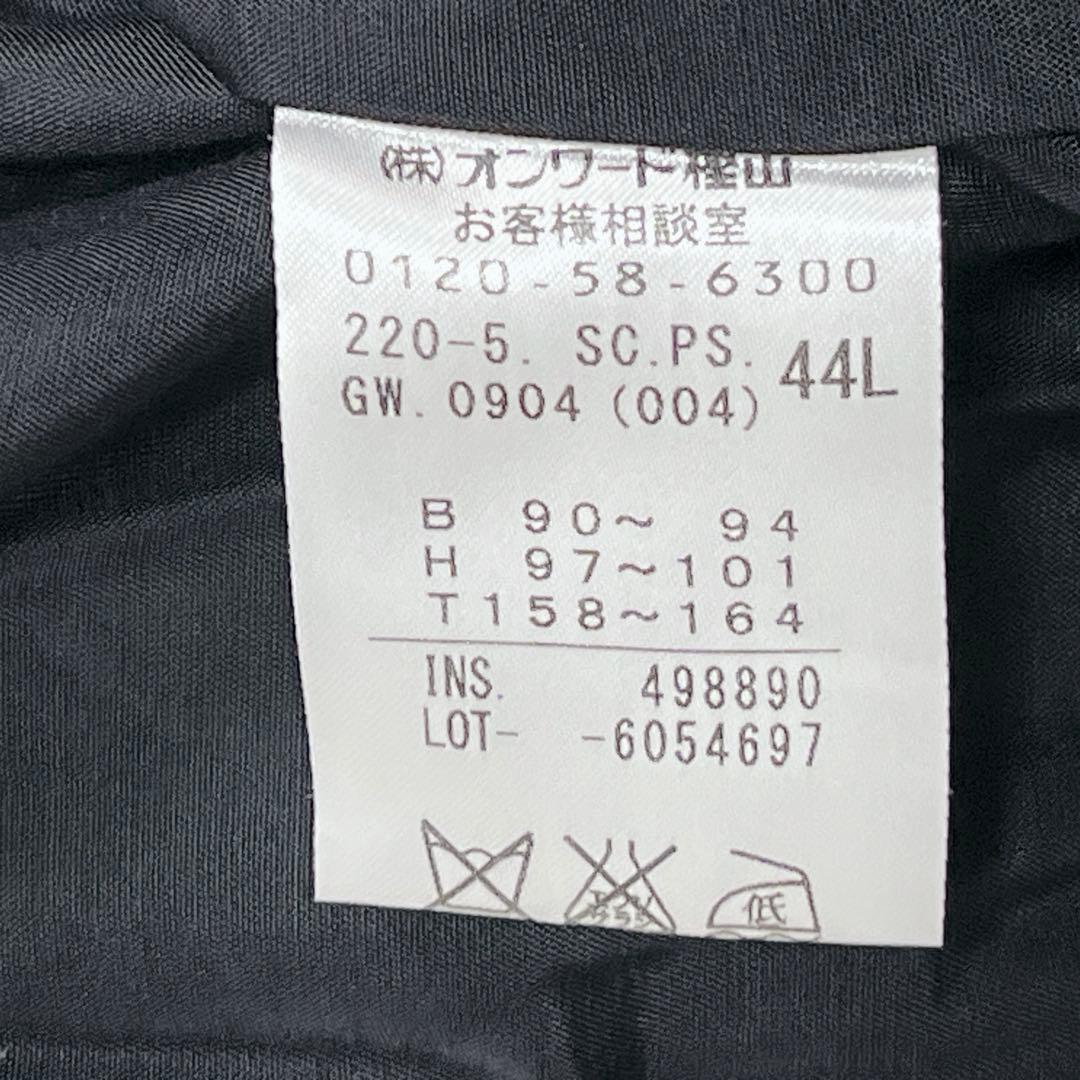 (株)オンワード樫山
お客様相談室
0120-58-6300
220-5. SC.PS. 44L
GW. 0904 (004)
B 90〜 94
H 97〜101
T158〜164
INS. 498890
LOT- -6054697
低